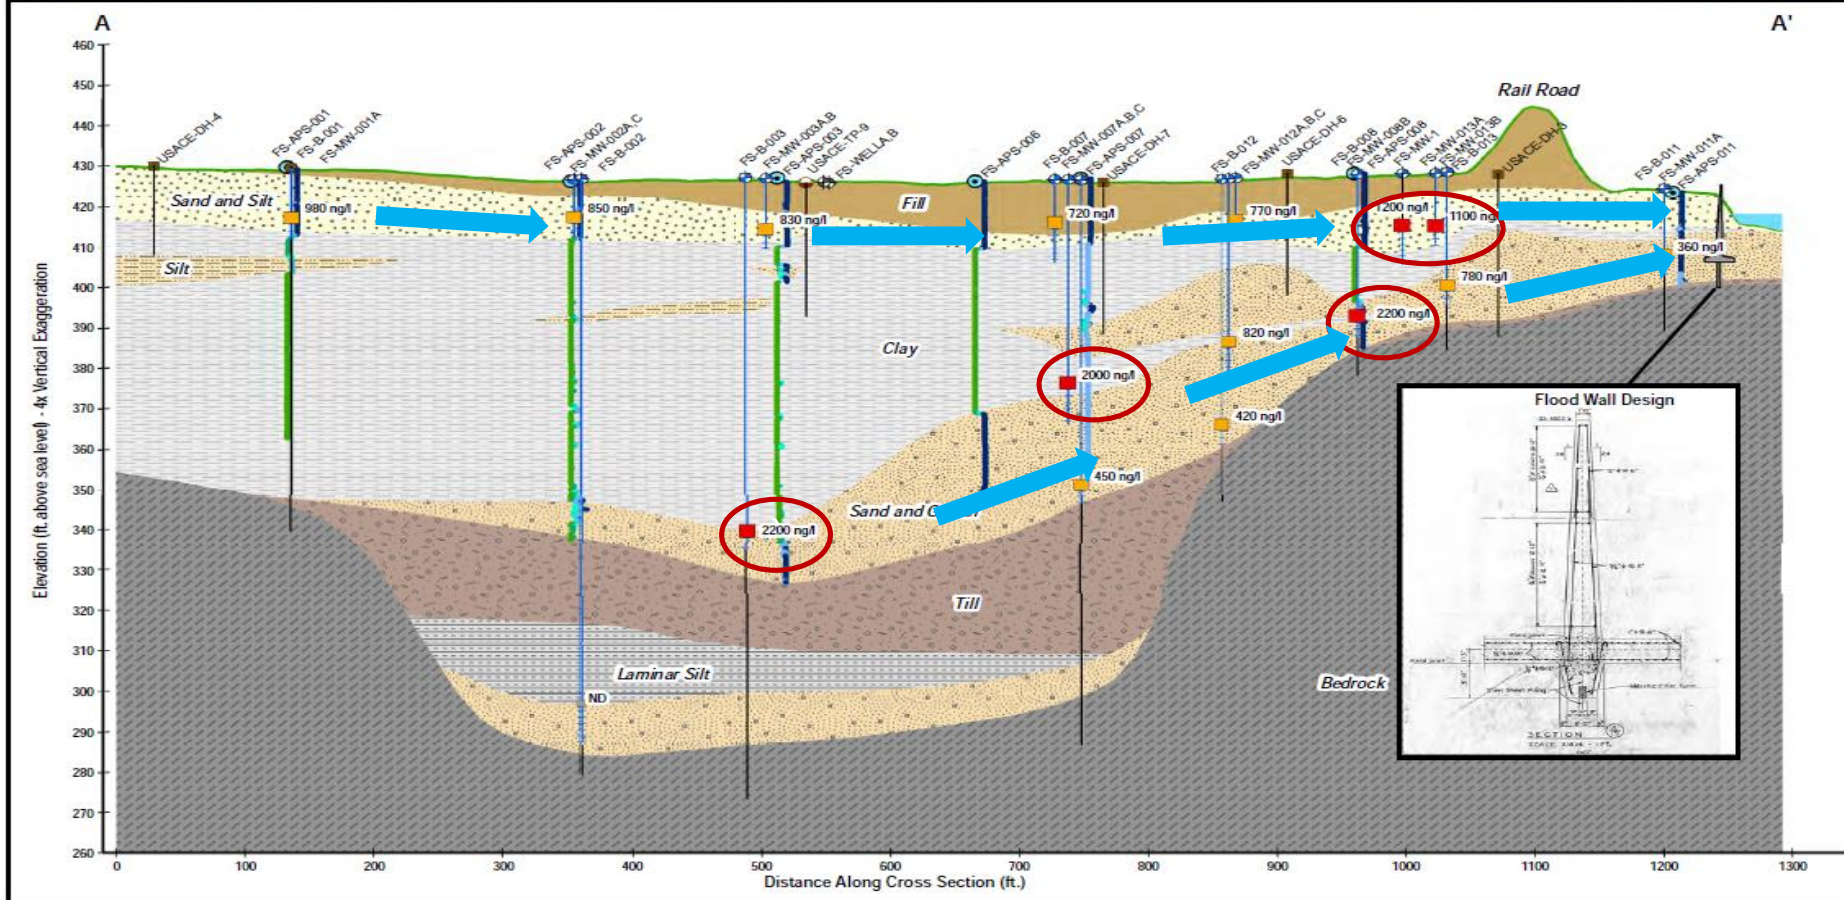 A
A'
460
450
440
430
420
410
400
390
380
370
360
350
340
330
320
310
300
290
280
270
260
Elevation (ft. above sea level) - 4x Vertical Exaggeration
USACE-DH-4
FS-APS-001
FS-B-001
FS-MW-001A
FS-APS-002
FS-MW-002A,C
FS-B-002
FS-B-003
FS-MW-003A,B
FS-APS-003
USACE-TP-9
FS-WELLA,B
FS-APS-006
FS-B-007
FS-MW-007A,B,C
FS-APS-007
USACE-DH-7
FS-B-012
FS-MW-012A,B,C
USACE-DH-6
FS-B-008
FS-MW-008B
FS-APS-008
FS-MW-1
FS-MW-013A
FS-MW-013B
FS-B-013
USACE-DH-3
Rail Road
FS-B-011
FS-MW-011A
FS-APS-011
Sand and Silt
980 ng/l
850 ng/l
830 ng/l
Fill
720 ng/l
770 ng/l
1200 ng/l
1100 ng
360 ng/l
Silt
780 ng/l
2200 ng/l
820 ng/l
Clay
2000 ng/l
420 ng/l
450 ng/l
Sand and G
2200 ng/l
Till
Laminar Silt
ND
Bedrock
Flood Wall Design
SECTION
0
100
200
300
400
500
600
700
800
900
1000
1100
1200
1300
Distance Along Cross Section (ft.)